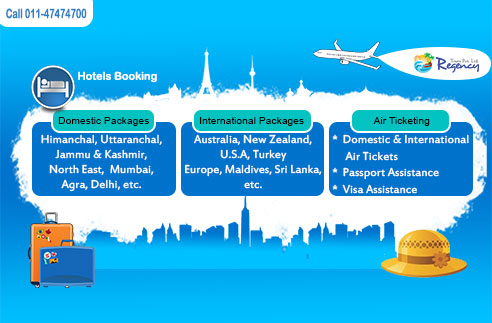 Call 011-47474700
Tours Pvt. Ltd.
Regency
Hotels Booking
Domestic Packages
Himanchal, Uttaranchal,
Jammu & Kashmir,
North East, Mumbai,
Agra, Delhi, etc.
International Packages
Australia, New Zealand,
U.S.A, Turkey
Europe, Maldives, Sri Lanka,
etc.
Air Ticketing
* Domestic & International
Air Tickets
* Passport Assistance
* Visa Assistance